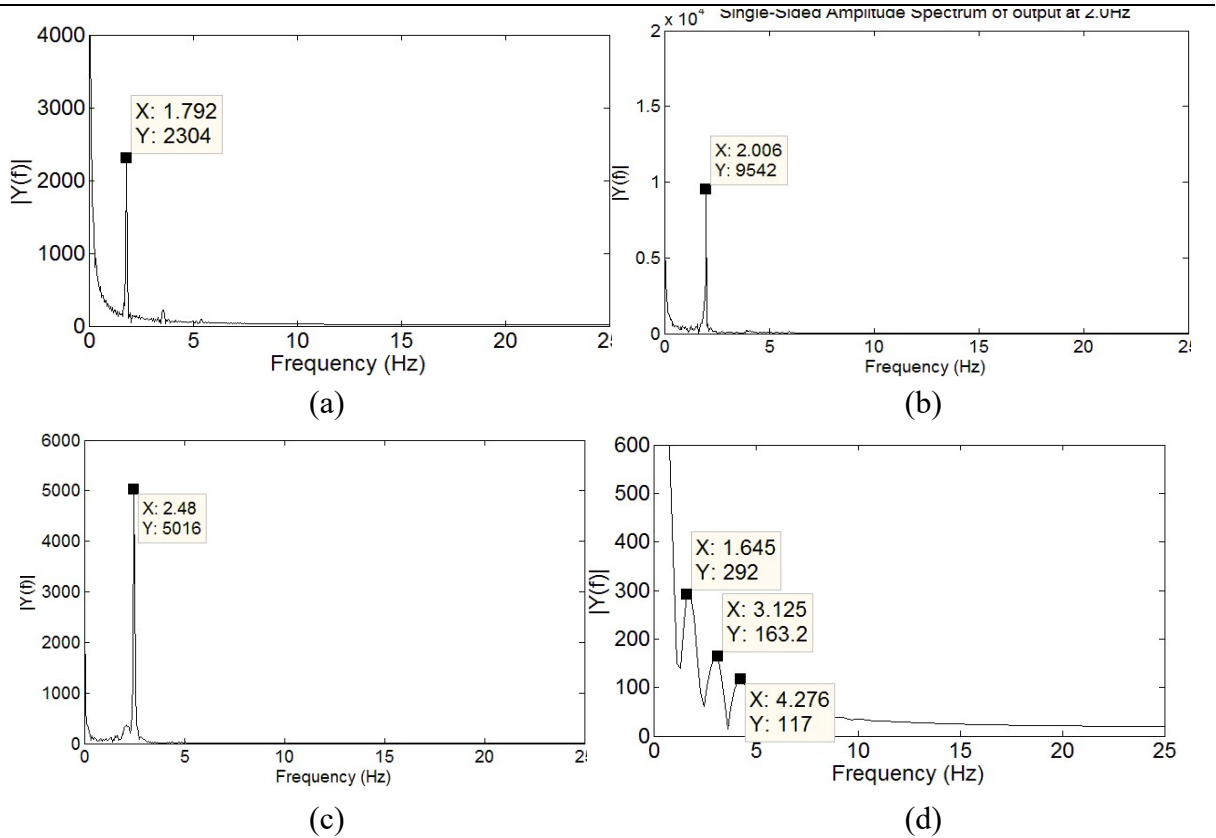 4000
3000
2000
1000
0
|Y(f)|
X: 1.792
Y: 2304
0 5 10 15 20 25
Frequency (Hz)
(a)
Single-Sided Amplitude Spectrum of output at 2.0Hz
x 10⁴
2
1.5
1
0.5
0
|Y(f)|
X: 2.006
Y: 9542
0 5 10 15 20 25
Frequency (Hz)
(b)
6000
5000
4000
3000
2000
1000
0
|Y(f)|
X: 2.48
Y: 5016
0 5 10 15 20 25
Frequency (Hz)
(c)
600
500
400
300
200
100
0
|Y(f)|
X: 1.645
Y: 292
X: 3.125
Y: 163.2
X: 4.276
Y: 117
0 5 10 15 20 25
Frequency (Hz)
(d)